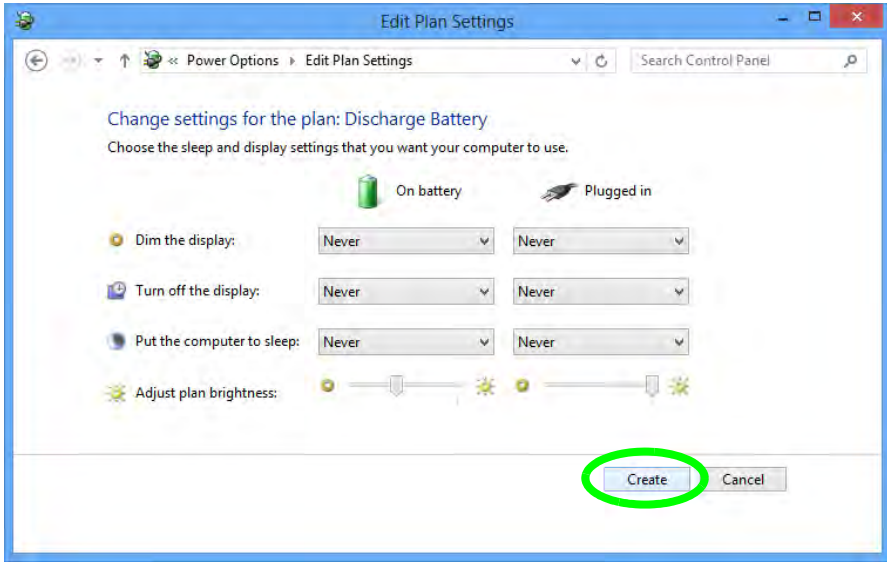 Edit Plan Settings
« Power Options Edit Plan Settings Search Control Panel
Change settings for the plan: Discharge Battery
Choose the sleep and display settings that you want your computer to use.
On battery Plugged in
Dim the display: Never Never
Turn off the display: Never Never
Put the computer to sleep: Never Never
Adjust plan brightness:
Create Cancel